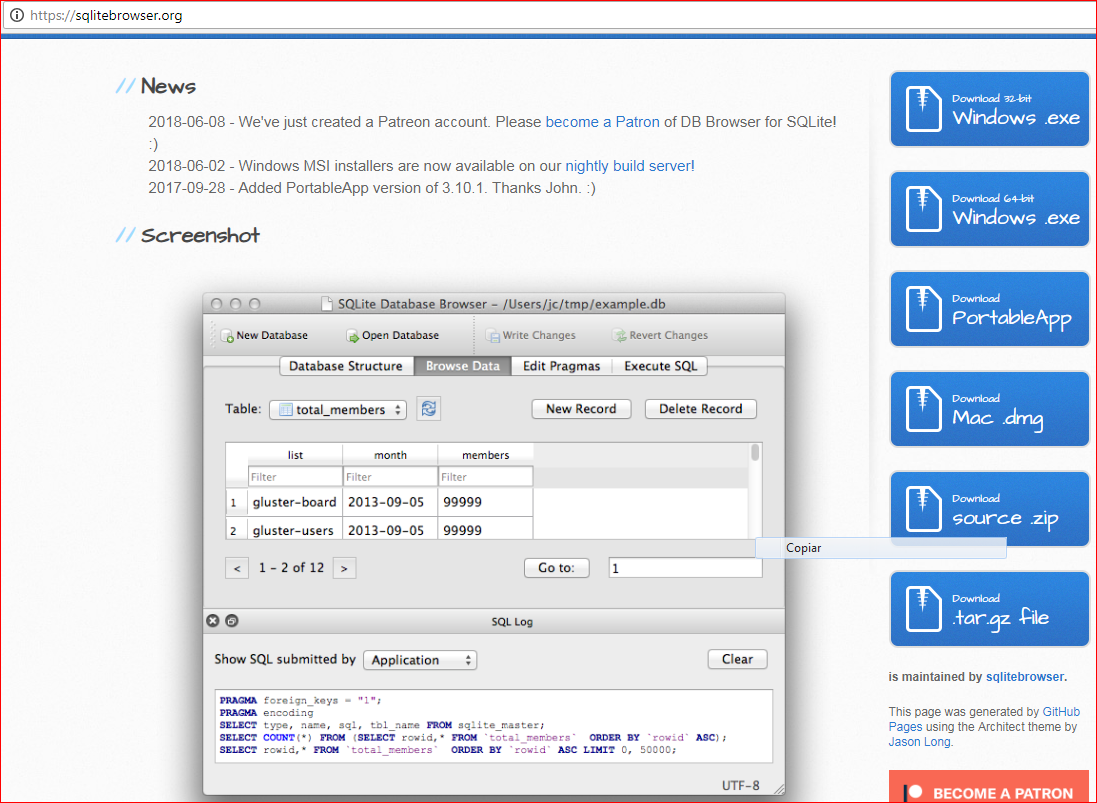 https://sqlitebrowser.org
// News
2018-06-08 - We've just created a Patreon account. Please become a Patron of DB Browser for SQLite!
:)
2018-06-02 - Windows MSI installers are now available on our nightly build server!
2017-09-28 - Added PortableApp version of 3.10.1. Thanks John. :)
// Screenshot
SQLite Database Browser - /Users/jc/tmp/example.db
New Database Open Database Write Changes Revert Changes
Database Structure Browse Data Edit Pragmas Execute SQL
Table: total_members New Record Delete Record
list month members
Filter Filter Filter
1 gluster-board 2013-09-05 99999
2 gluster-users 2013-09-05 99999
< 1 - 2 of 12 > Go to: 1
SQL Log
Show SQL submitted by Application Clear
PRAGMA foreign_keys = "1";
PRAGMA encoding
SELECT type, name, sql, tbl_name FROM sqlite_master;
SELECT COUNT(*) FROM (SELECT rowid,* FROM `total_members` ORDER BY `rowid` ASC);
SELECT rowid,* FROM `total_members` ORDER BY `rowid` ASC LIMIT 0, 50000;
UTF-8
Copiar
Download 32-bit
Windows .exe
Download 64-bit
Windows .exe
Download
PortableApp
Download
Mac .dmg
Download
source .zip
Download
.tar.gz file
is maintained by sqlitebrowser.
This page was generated by GitHub
Pages using the Architect theme by
Jason Long.
BECOME A PATRON